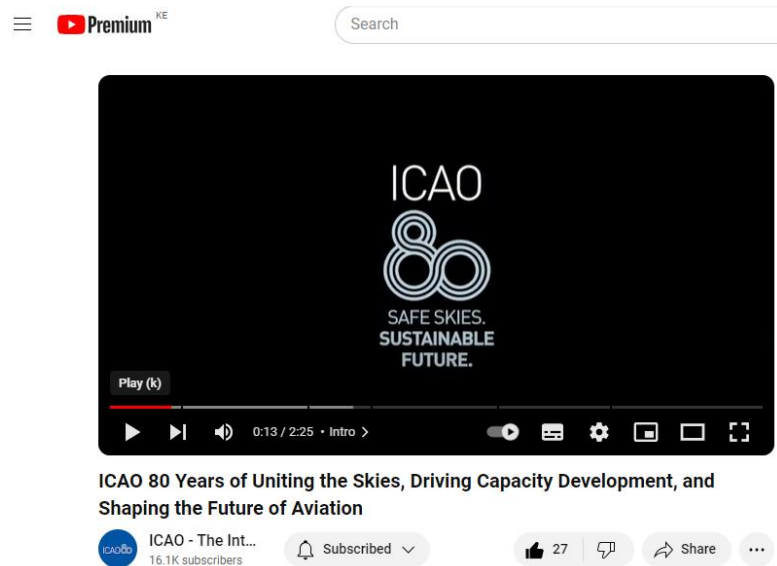 Premium KE
Search
ICAO
80
SAFE SKIES.
SUSTAINABLE
FUTURE.
Play (k)
0:13 / 2:25 • Intro >
ICAO 80 Years of Uniting the Skies, Driving Capacity Development, and
Shaping the Future of Aviation
ICAO80
ICAO - The Int...
16.1K subscribers
Subscribed
27
Share